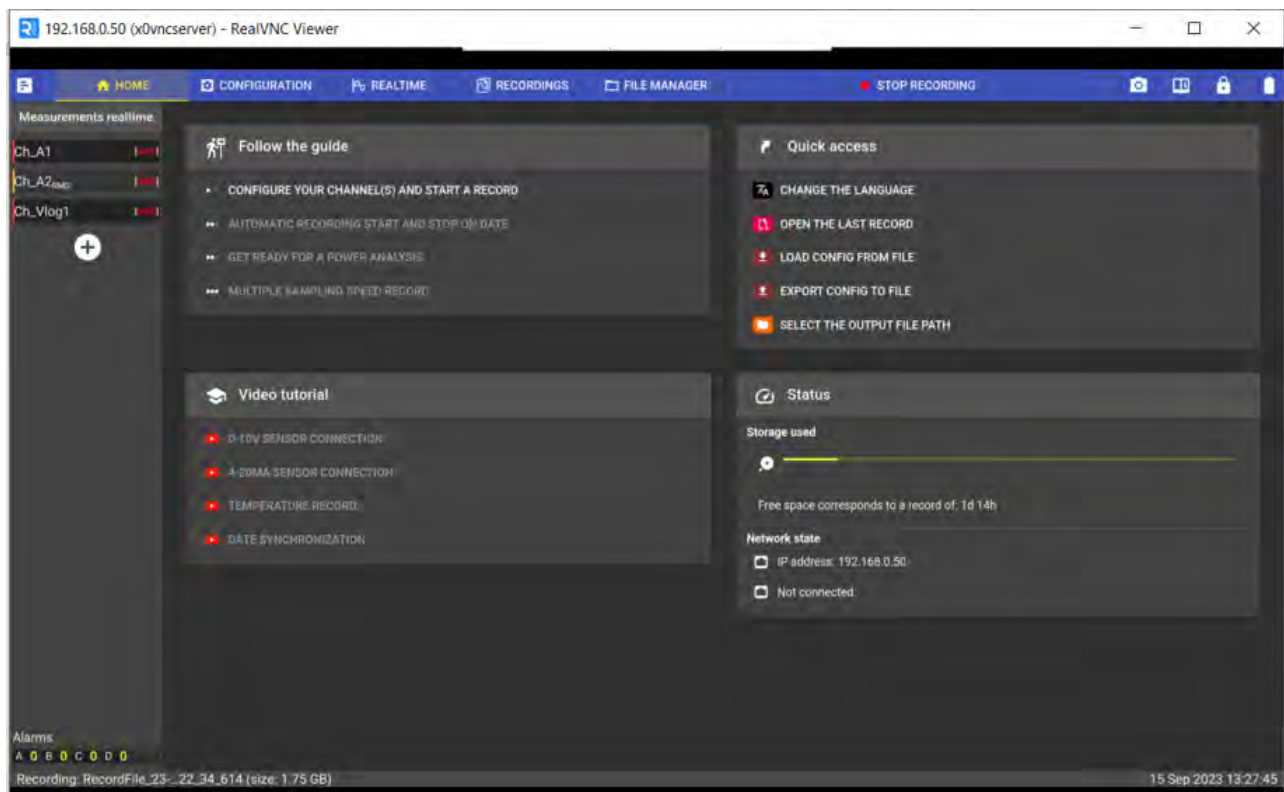 192.168.0.50 (x0vncserver) - RealVNC Viewer
HOME CONFIGURATION REALTIME RECORDINGS FILE MANAGER STOP RECORDING
Measurements realtime
Ch_A1
Ch_A2
Ch_Vlog1
Follow the guide
CONFIGURE YOUR CHANNEL(S) AND START A RECORD
AUTOMATIC RECORDING START AND STOP ON DATE
GET READY FOR A POWER ANALYSIS
MULTIPLE SAMPLING SPEED RECORD
Quick access
CHANGE THE LANGUAGE
OPEN THE LAST RECORD
LOAD CONFIG FROM FILE
EXPORT CONFIG TO FILE
SELECT THE OUTPUT FILE PATH
Video tutorial
0-10V SENSOR CONNECTION
4-20MA SENSOR CONNECTION
TEMPERATURE RECORD
DATE SYNCHRONIZATION
Status
Storage used
Free space corresponds to a record of: 1d 14h
Network state
IP address: 192.168.0.50
Not connected
Alarms
A 0 B 0 C 0 D 0
Recording: RecordFile_23-_22_34_614 (size: 1.75 GB)
15 Sep 2023 13:27:45